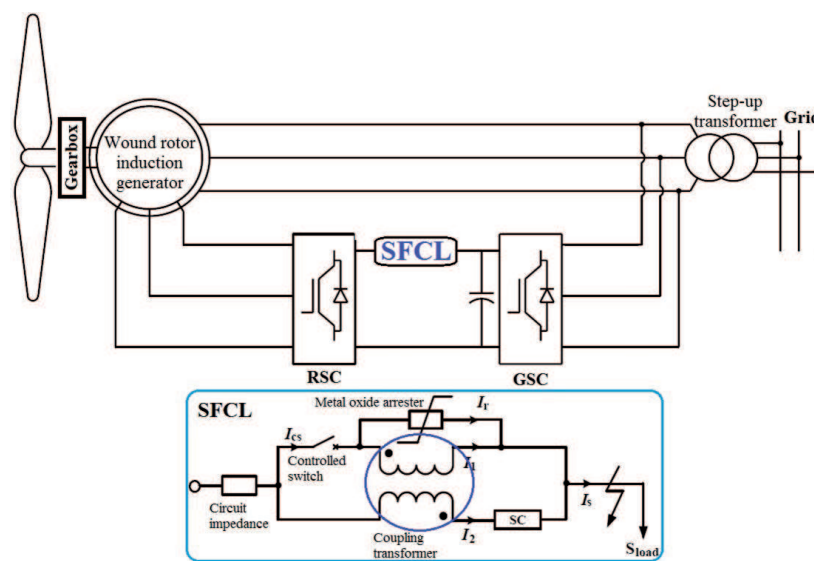 Step-up
transformer
Grid
Gearbox
Wound rotor
induction
generator
SFCL
RSC
GSC
SFCL
Metal oxide arrester
Ir
Ics
I1
Controlled
switch
Is
Circuit
impedance
SC
Coupling
transformer
I2
Sload